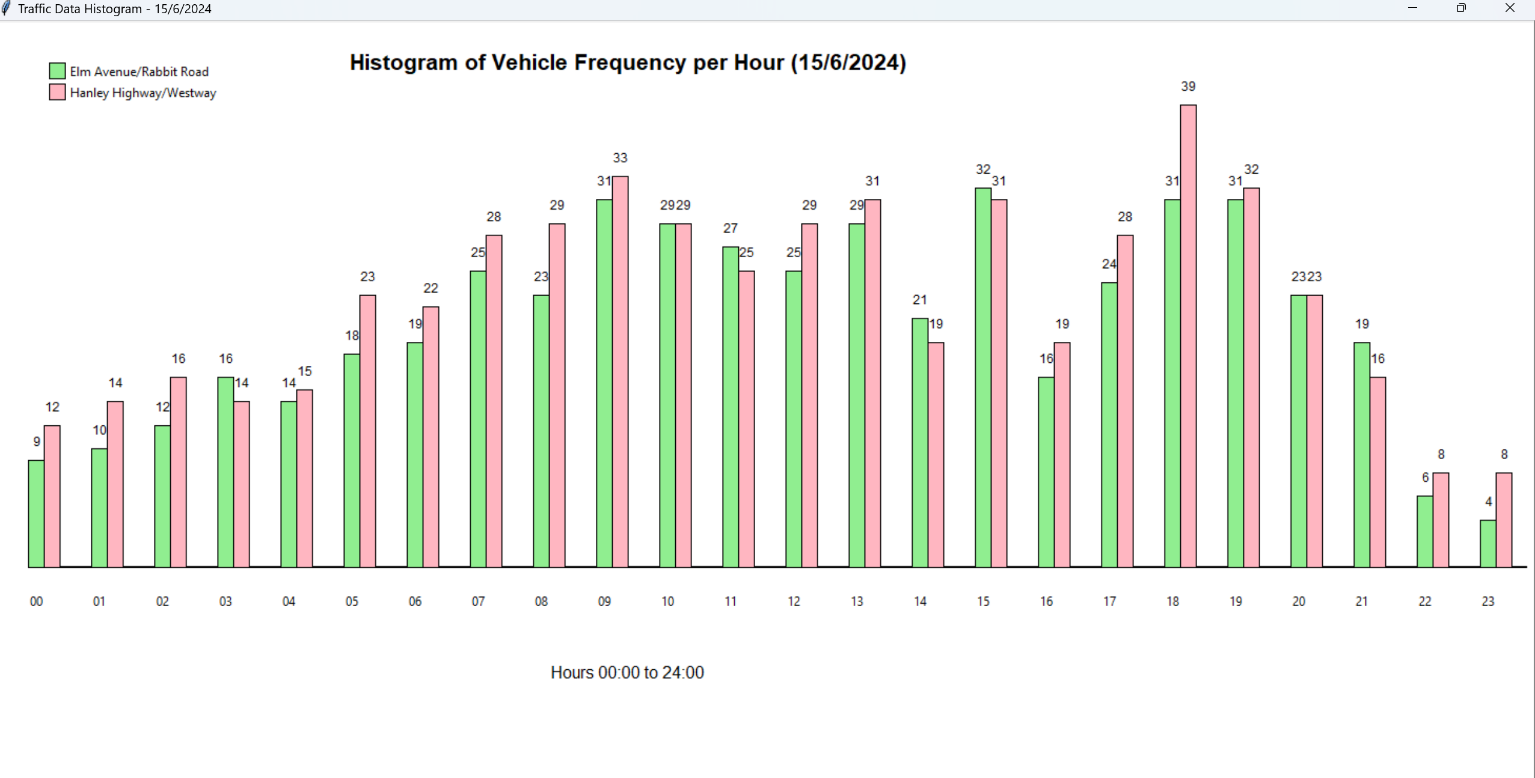 Traffic Data Histogram - 15/6/2024
Histogram of Vehicle Frequency per Hour (15/6/2024)
Elm Avenue/Rabbit Road
Hanley Highway/Westway
9 12 10 14 12 16 16 14 14 15 18 23 19 22 25 28 23 29 31 33 29 29 27 25 25 29 29 31 21 19 32 31 16 19 24 28 31 39 31 32 23 23 19 16 6 8 4 8
00 01 02 03 04 05 06 07 08 09 10 11 12 13 14 15 16 17 18 19 20 21 22 23
Hours 00:00 to 24:00